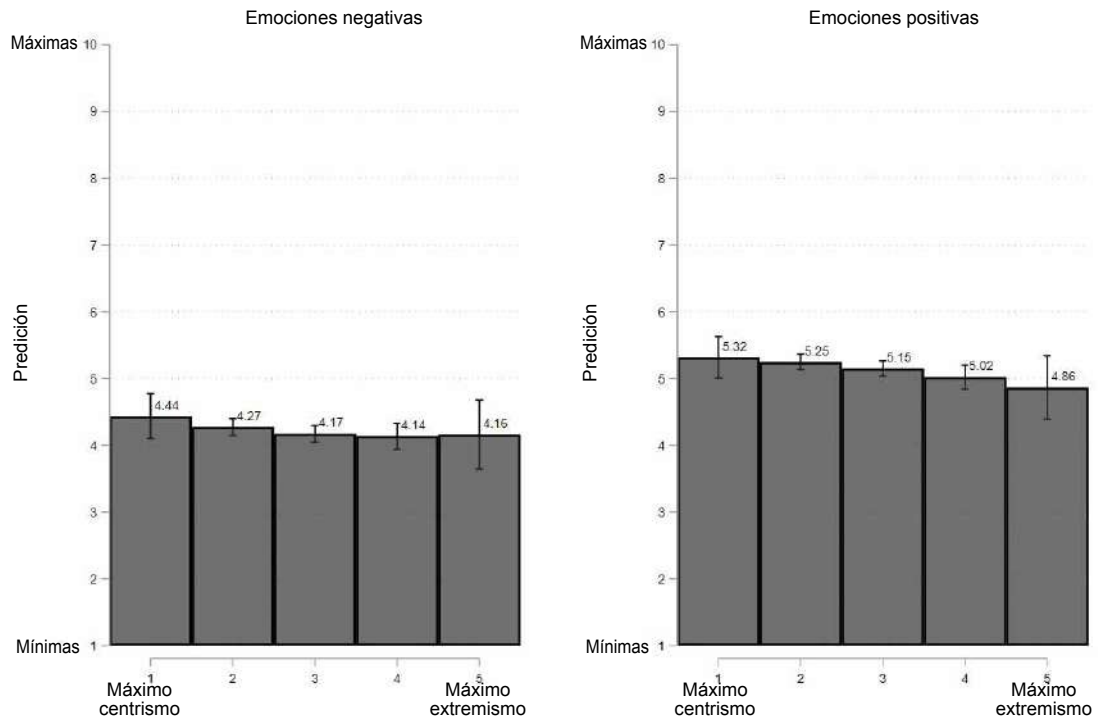 Emociones negativas
Máximas
10
9
8
7
6
5
4
3
2
Mínimas 1
Predición
4.44
4.27
4.17
4.14
4.16
1 2 3 4 5
Máximo
centrismo
Máximo
extremismo
Emociones positivas
Máximas
10
9
8
7
6
5
4
3
2
Mínimas 1
Predición
5.32
5.25
5.15
5.02
4.86
1 2 3 4 5
Máximo
centrismo
Máximo
extremismo